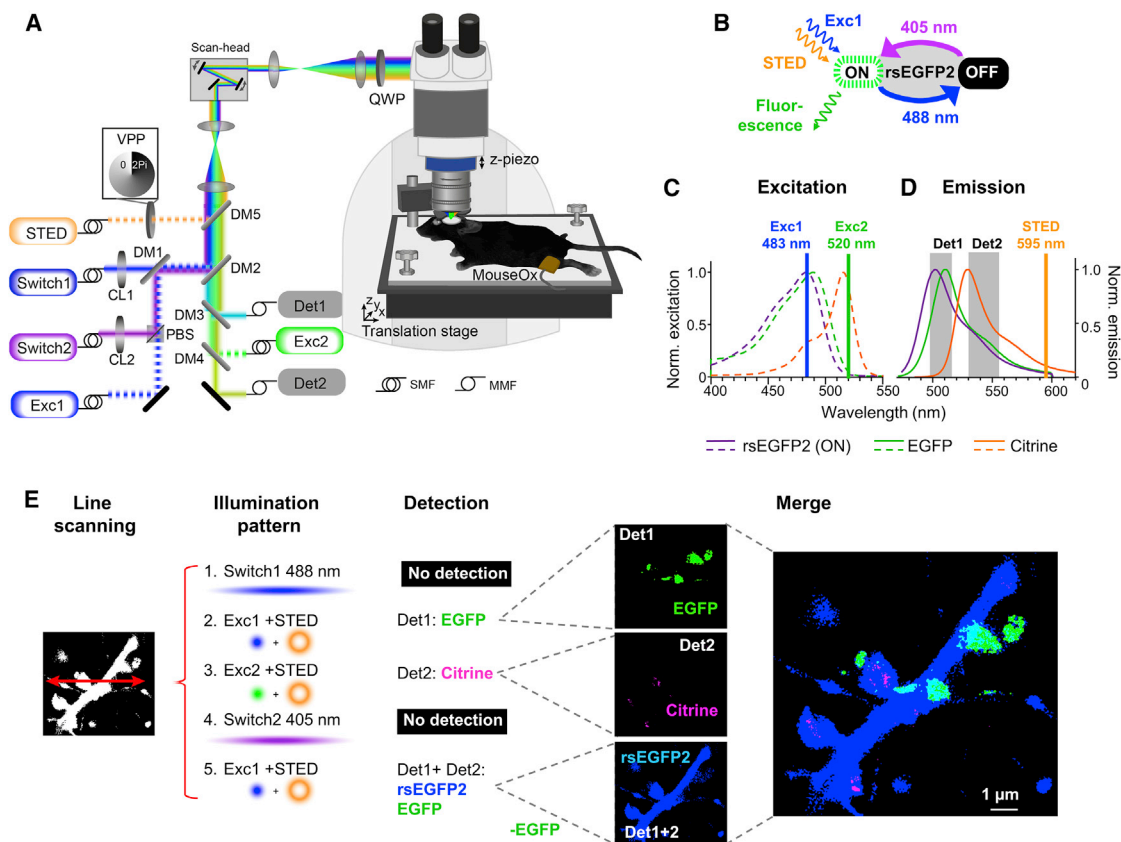 A
Scan-head
QWP
z-piezo
VPP
0
2Pi
STED
DM5
DM1
Switch1
CL1
DM2
MouseOx
DM3
Det1
z
y
x
Translation stage
Switch2
CL2
PBS
DM4
Exc2
Exc1
Det2
SMF
MMF
B
Exc1
405 nm
STED
ON
rsEGFP2
OFF
Fluor-
escence
488 nm
C
Excitation
D
Emission
Exc1
483 nm
Exc2
520 nm
Det1
Det2
STED
595 nm
Norm. excitation
1.0
0.5
0
400
450
500
550
500
550
600
1.0
0.5
0
Norm. emission
Wavelength (nm)
rsEGFP2 (ON)
EGFP
Citrine
E
Line
scanning
Illumination
pattern
Detection
Merge
1. Switch1 488 nm
No detection
2. Exc1 +STED
+
Det1: EGFP
3. Exc2 +STED
+
Det2: Citrine
4. Switch2 405 nm
No detection
5. Exc1 +STED
+
Det1+ Det2:
rsEGFP2
EGFP
-EGFP
Det1
EGFP
Det2
Citrine
rsEGFP2
Det1+2
1 µm